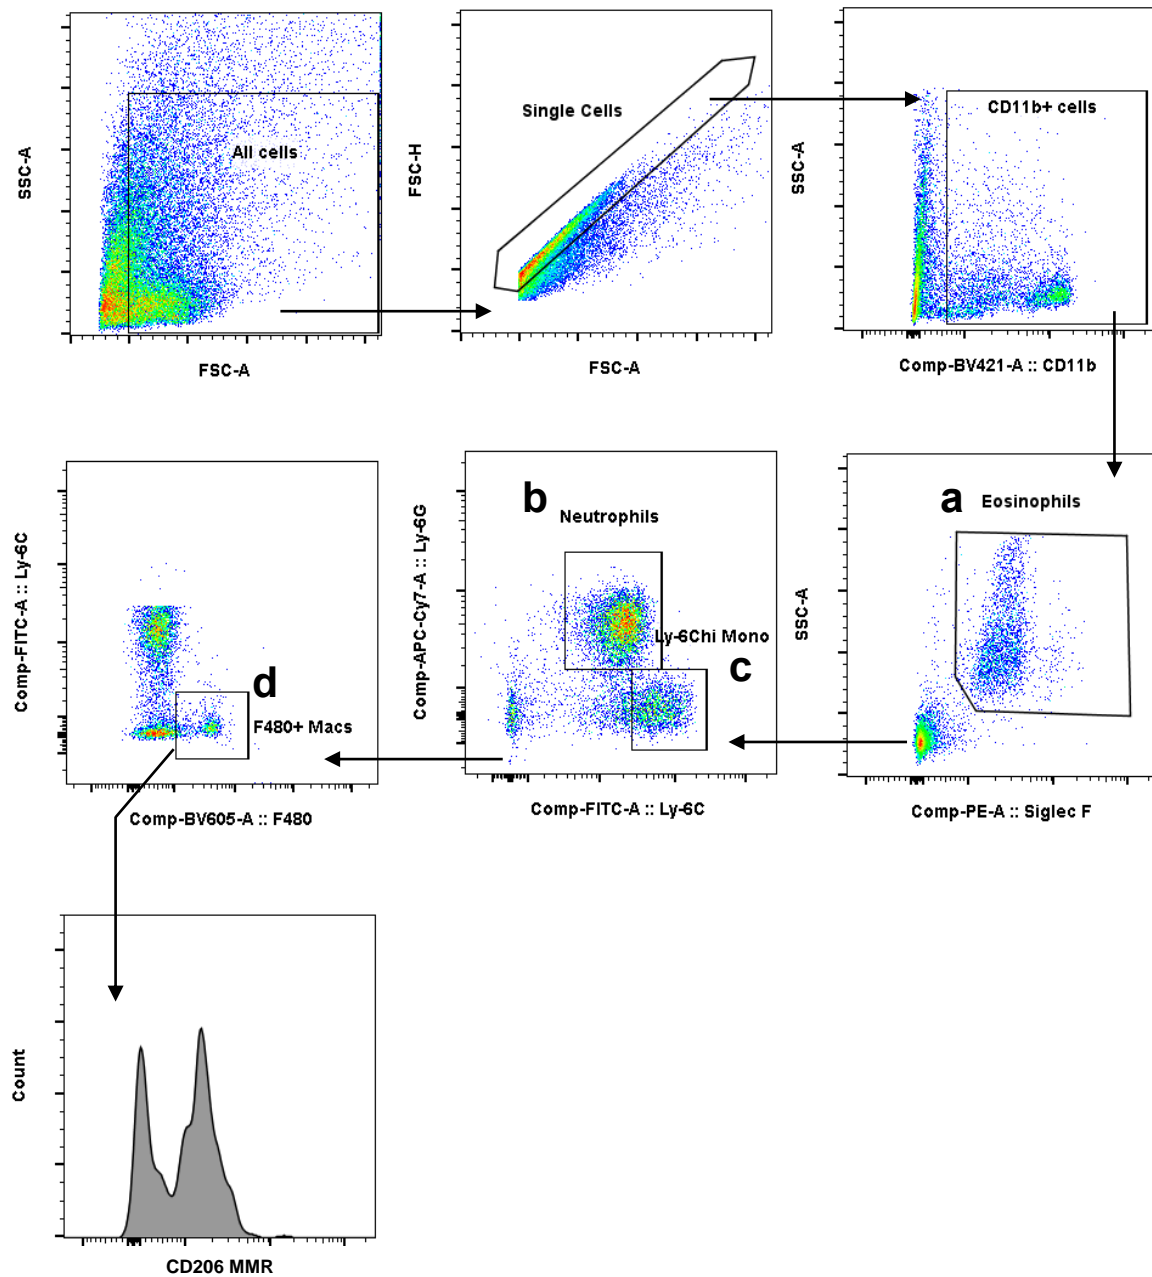 SSC-A
All cells
FSC-A
FSC-H
Single Cells
FSC-A
SSC-A
CD11b+ cells
Comp-BV421-A :: CD11b
Comp-FITC-A :: Ly-6C
d
F480+ Macs
Comp-BV605-A :: F480
Comp-APC-Cy7-A :: Ly-6G
b
Neutrophils
Ly-6Chi Mono
c
Comp-FITC-A :: Ly-6C
SSC-A
a
Eosinophils
Comp-PE-A :: Siglec F
Count
CD206 MMR